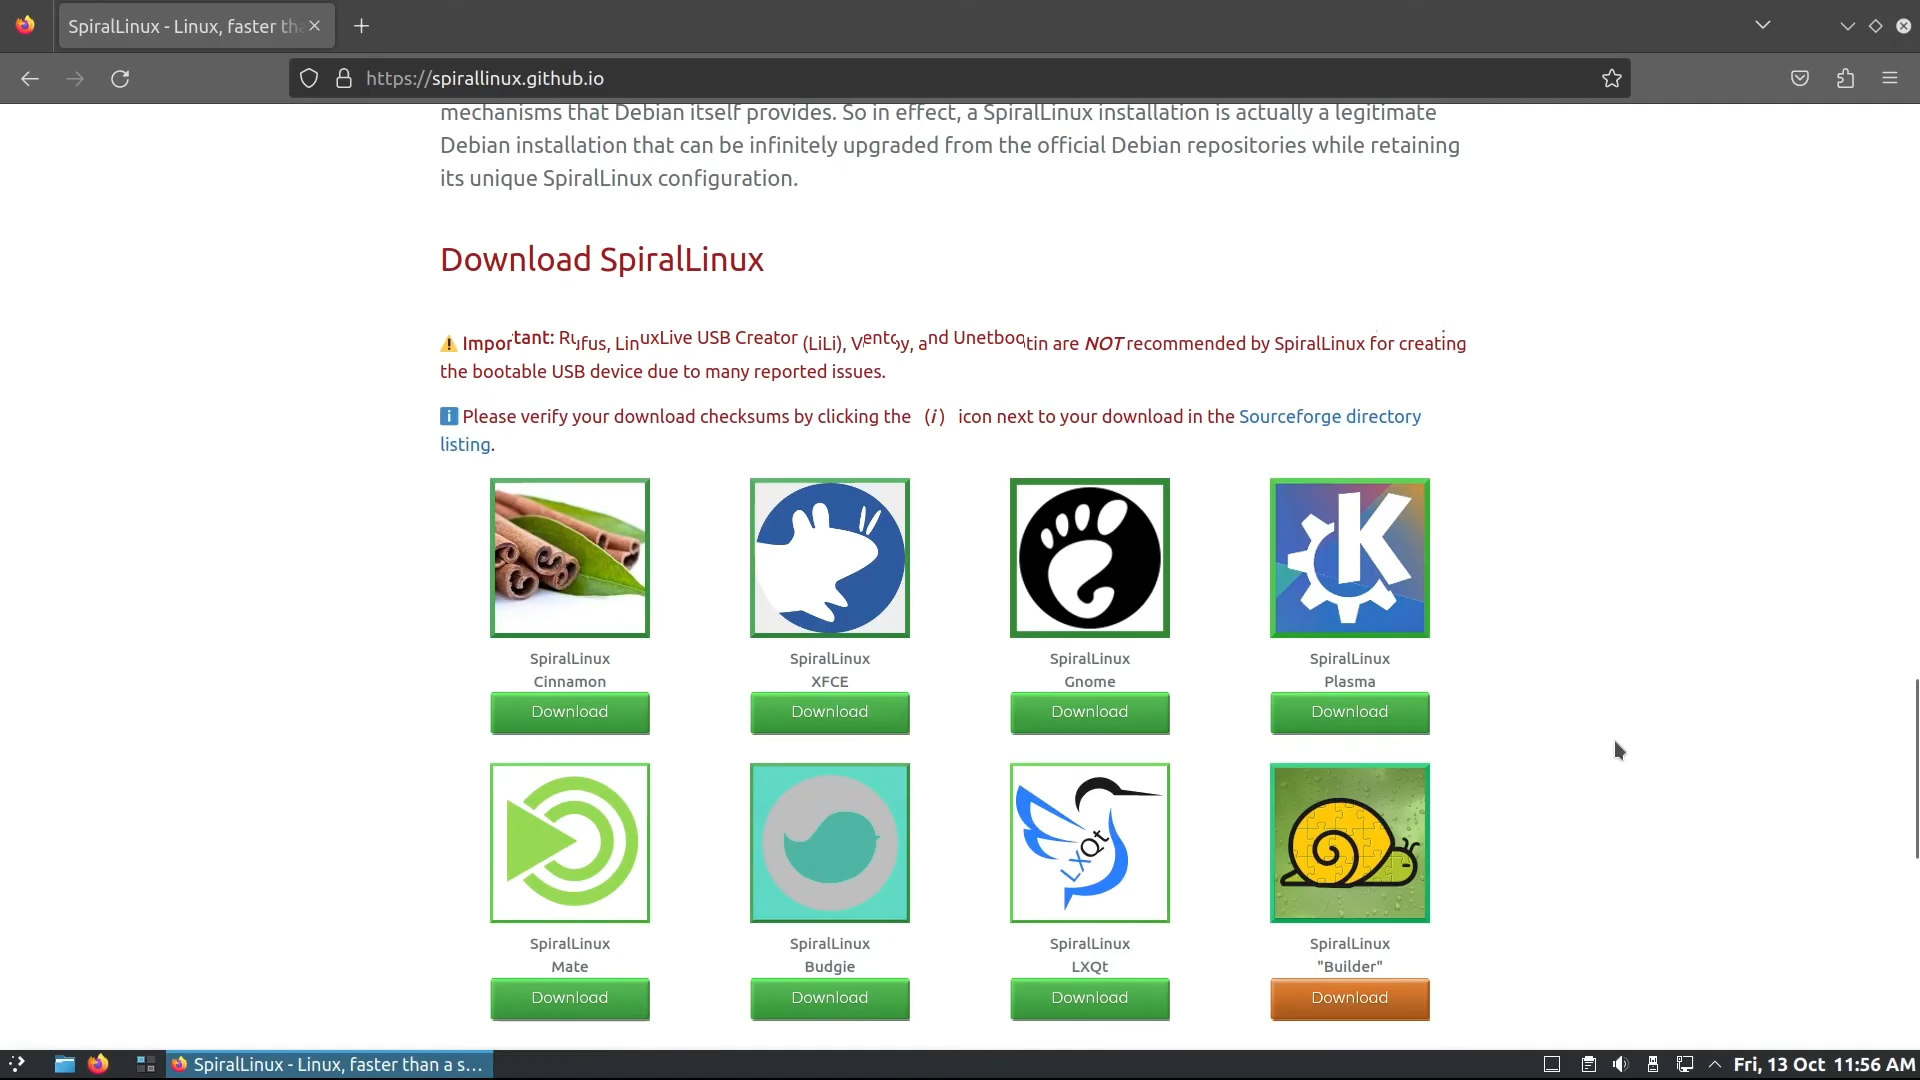 SpiralLinux - Linux, faster tha
https://spirallinux.github.io
mechanisms that Debian itself provides. So in effect, a SpiralLinux installation is actually a legitimate
Debian installation that can be infinitely upgraded from the official Debian repositories while retaining
its unique SpiralLinux configuration.
Download SpiralLinux
Important: Rufus, LinuxLive USB Creator (LiLi), Ventoy, and Unetbootin are NOT recommended by SpiralLinux for creating
the bootable USB device due to many reported issues.
i Please verify your download checksums by clicking the (i) icon next to your download in the Sourceforge directory
listing.
SpiralLinux SpiralLinux SpiralLinux SpiralLinux
Cinnamon XFCE Gnome Plasma
Download Download Download Download
LXQt
SpiralLinux SpiralLinux SpiralLinux SpiralLinux
Mate Budgie LXQt "Builder"
Download Download Download Download
SpiralLinux - Linux, faster than a s... Fri, 13 Oct 11:56 AM